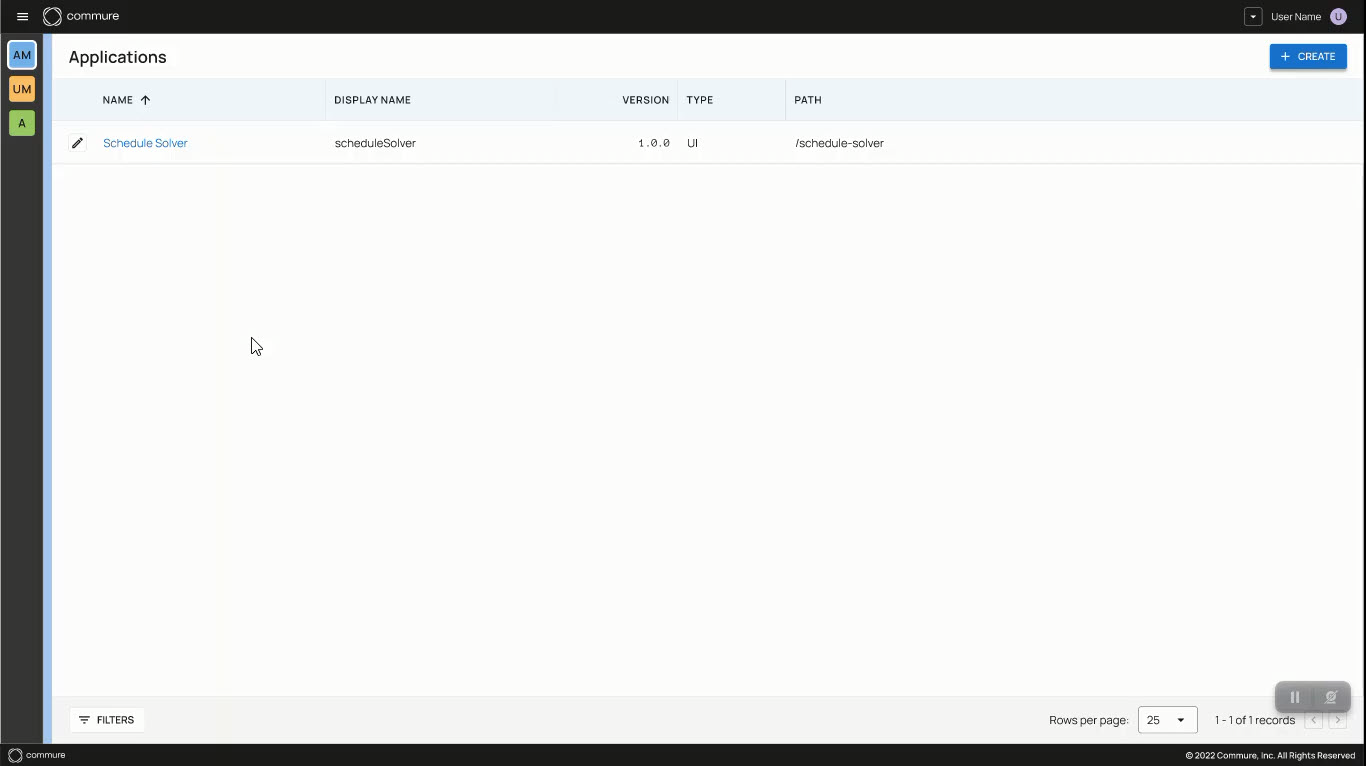 commure
User Name U
AM
UM
A
Applications
+ CREATE
NAME DISPLAY NAME VERSION TYPE PATH
Schedule Solver scheduleSolver 1.0.0 UI /schedule-solver
FILTERS
Rows per page: 25 1 - 1 of 1 records
commure
© 2022 Commure, Inc. All Rights Reserved